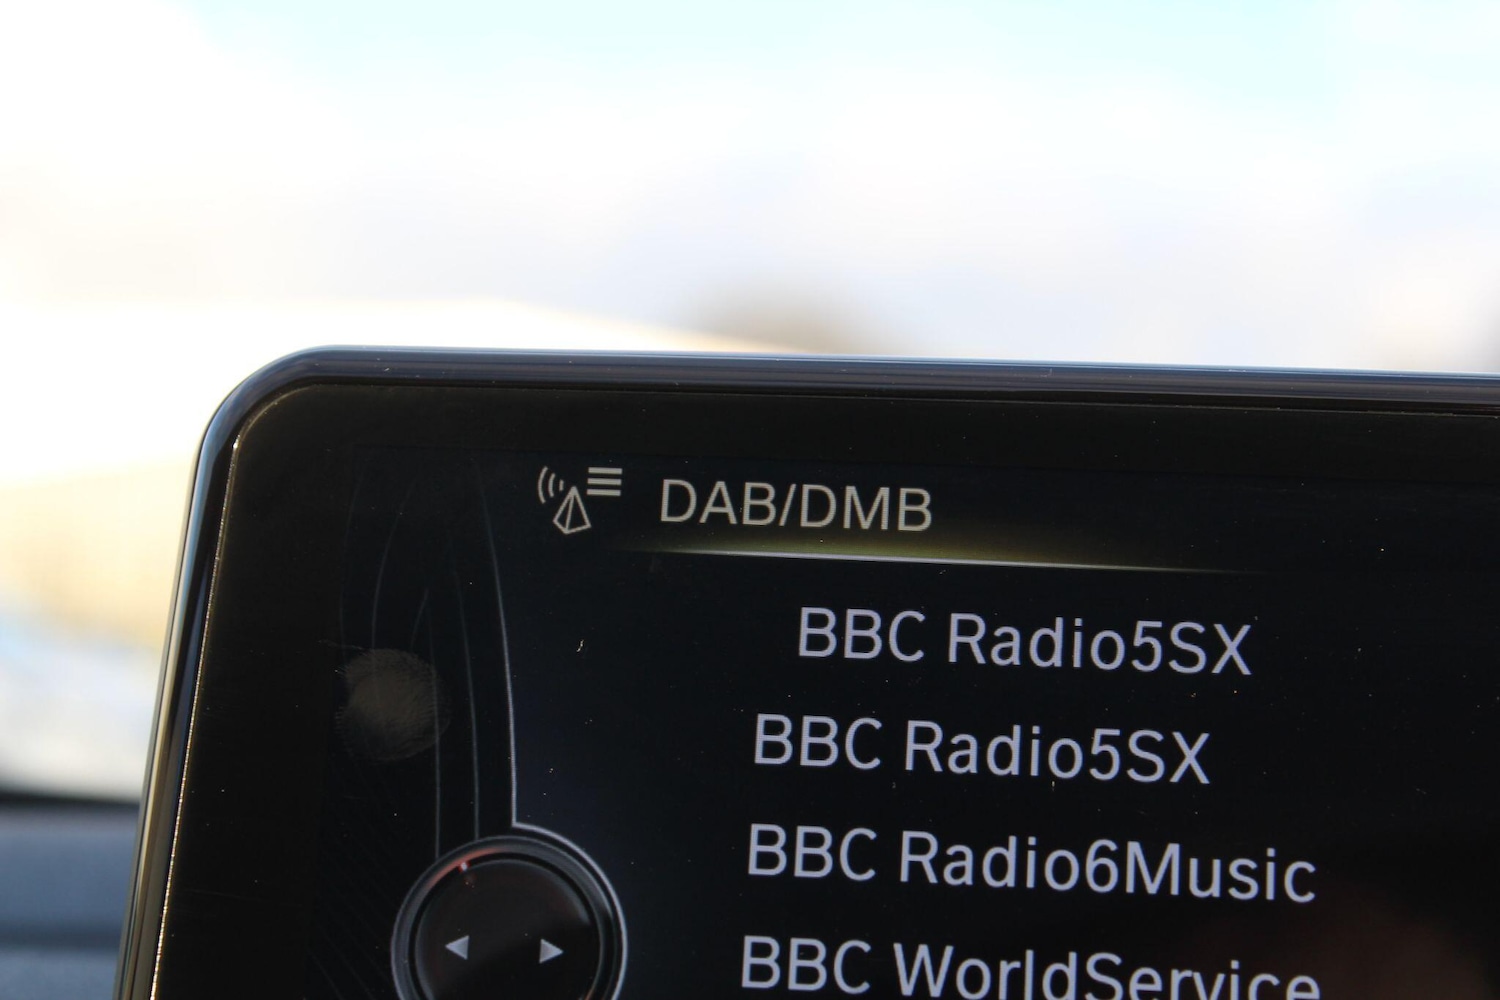 DAB/DMB
BBC Radio5SX
BBC Radio5SX
BBC Radio6Music
BBC WorldService